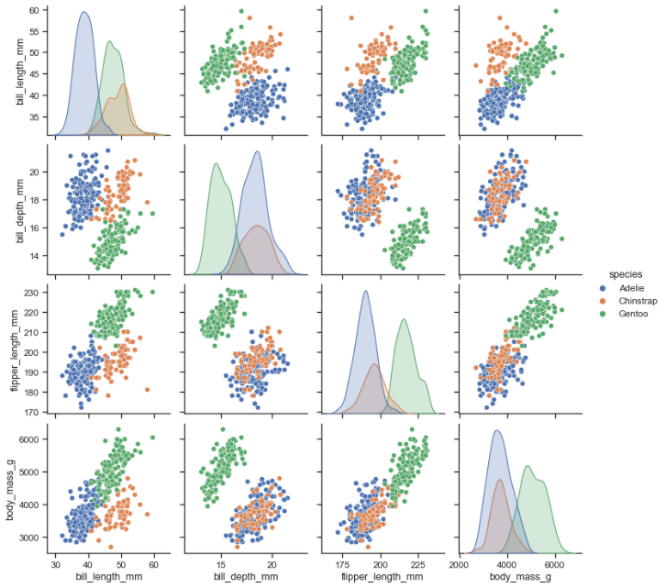 bill_length_mm
60
55
50
45
40
35
bill_depth_mm
20
18
16
14
flipper_length_mm
230
220
210
200
190
180
170
body_mass_g
6000
5000
4000
3000
30 40 50 60
bill_length_mm
15 20
bill_depth_mm
175 200 225
flipper_length_mm
2000 4000 6000
body_mass_g
species
Adelie
Chinstrap
Gentoo